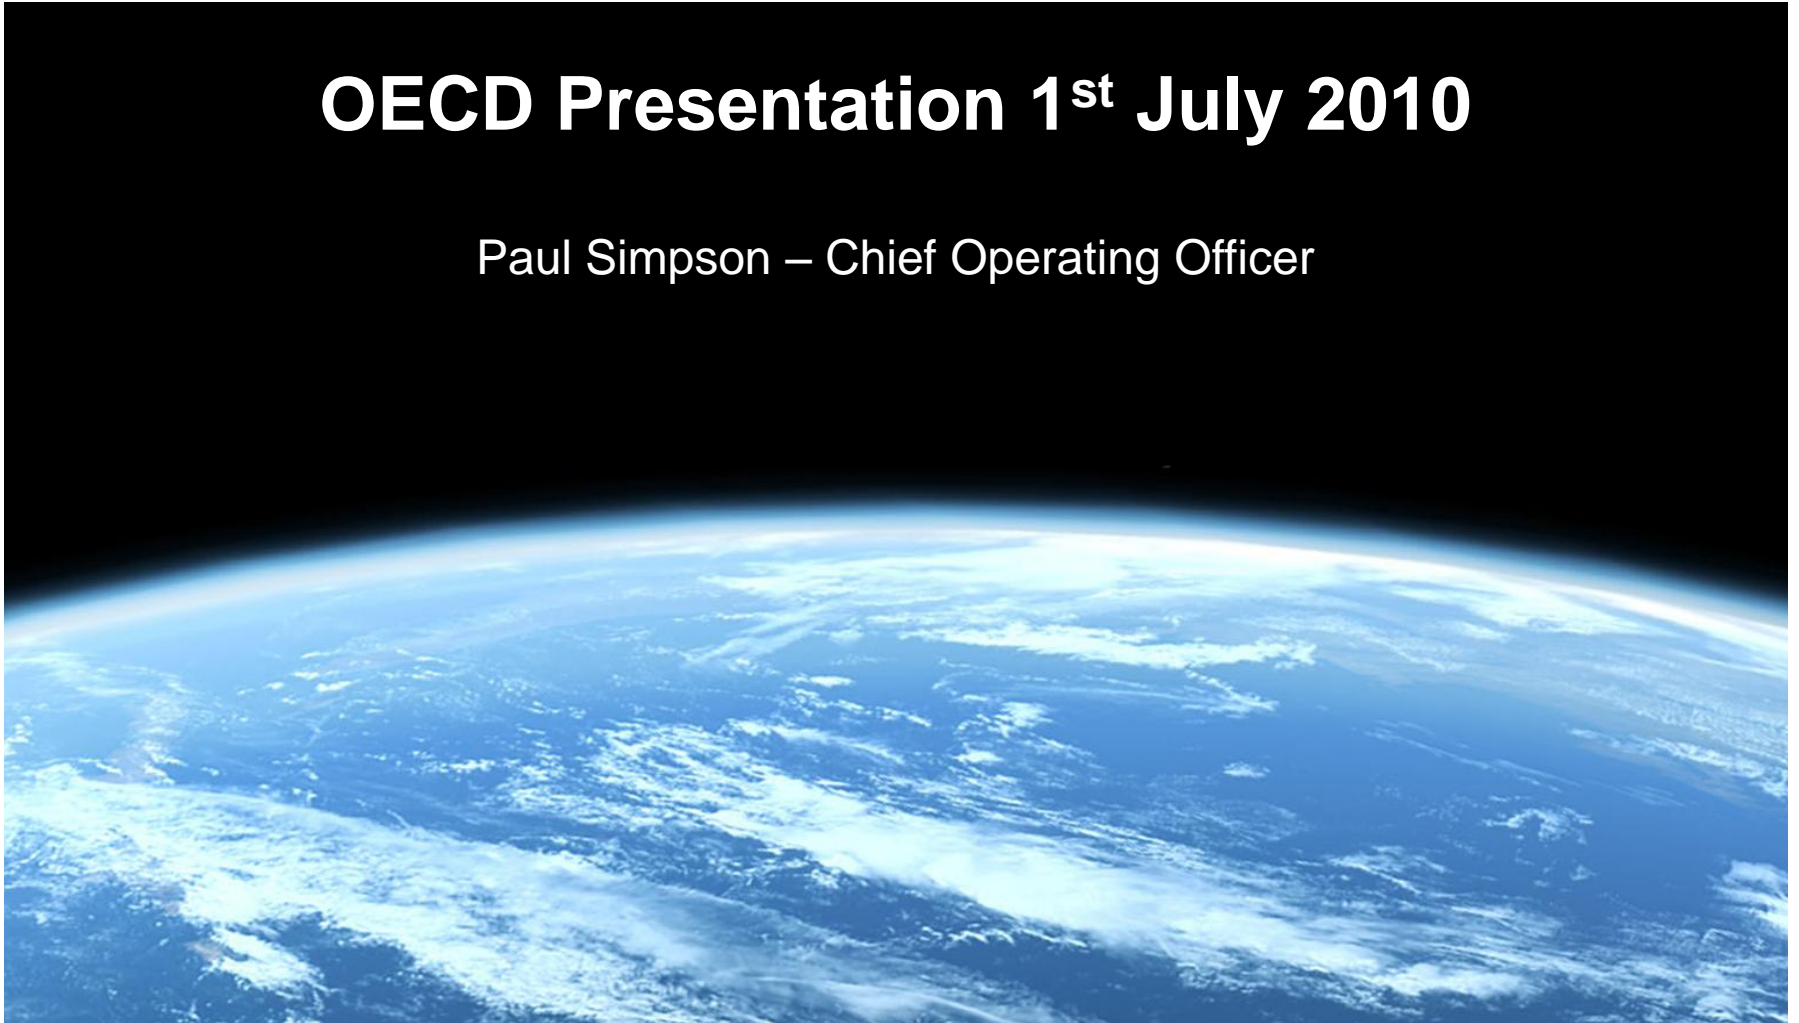 OECD Presentation 1st July 2010
Paul Simpson – Chief Operating Officer